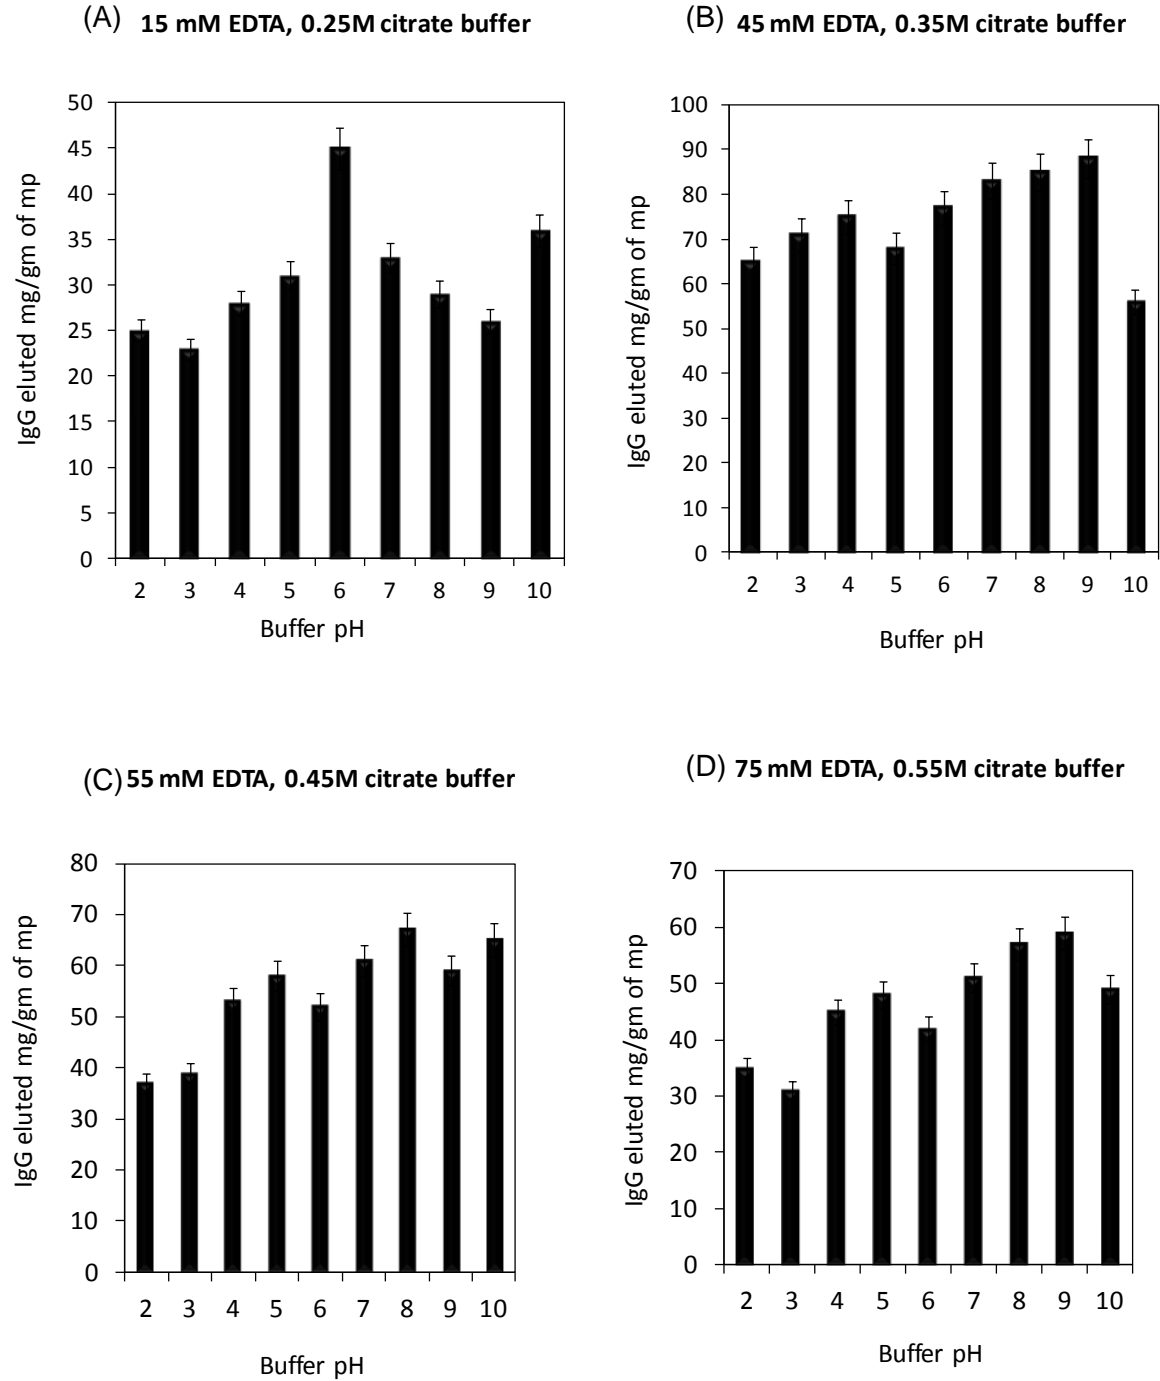 (A) 15 mM EDTA, 0.25M citrate buffer
IgG eluted mg/gm of mp
50
45
40
35
30
25
20
15
10
5
0
2 3 4 5 6 7 8 9 10
Buffer pH
(B) 45 mM EDTA, 0.35M citrate buffer
IgG eluted mg/gm of mp
100
90
80
70
60
50
40
30
20
10
0
2 3 4 5 6 7 8 9 10
Buffer pH
(C) 55 mM EDTA, 0.45M citrate buffer
IgG eluted mg/gm of mp
80
70
60
50
40
30
20
10
0
2 3 4 5 6 7 8 9 10
Buffer pH
(D) 75 mM EDTA, 0.55M citrate buffer
IgG eluted mg/gm of mp
70
60
50
40
30
20
10
0
2 3 4 5 6 7 8 9 10
Buffer pH